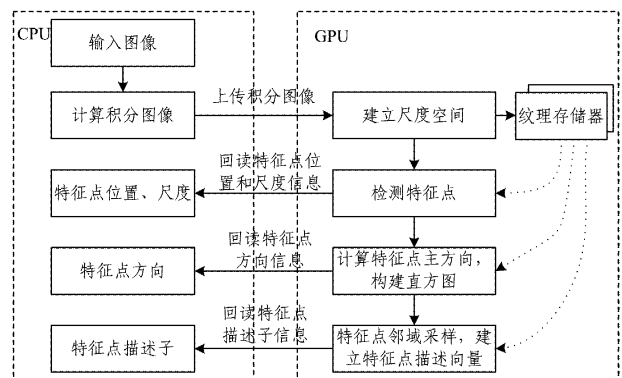 CPU
GPU
输入图像
计算积分图像
上传积分图像
建立尺度空间
纹理存储器
回读特征点位
置和尺度信息
特征点位置、尺度
检测特征点
回读特征点
方向信息
特征点方向
计算特征点主方向，
构建直方图
回读特征点
描述子信息
特征点描述子
特征点邻域采样，建
立特征点描述向量